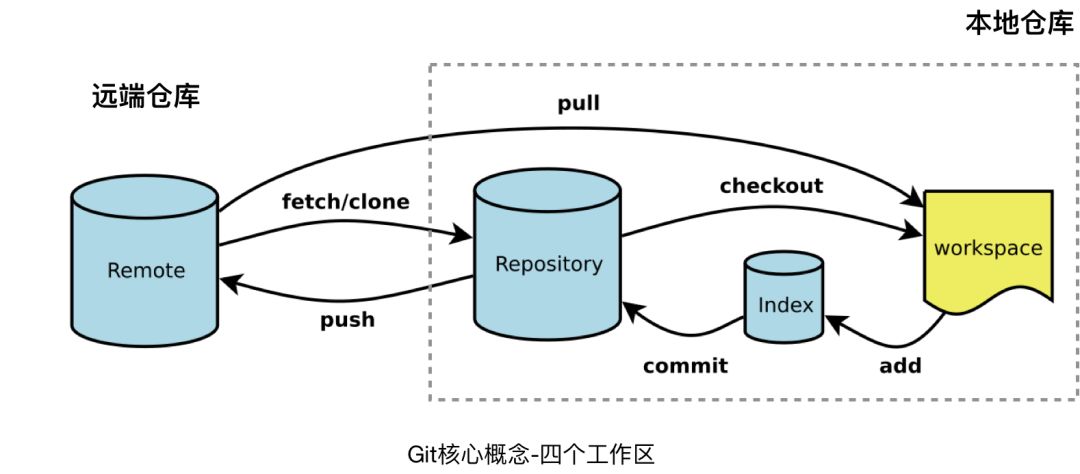 本地仓库
远端仓库
pull
fetch/clone
checkout
Remote
Repository
workspace
Index
push
commit
add
Git核心概念-四个工作区